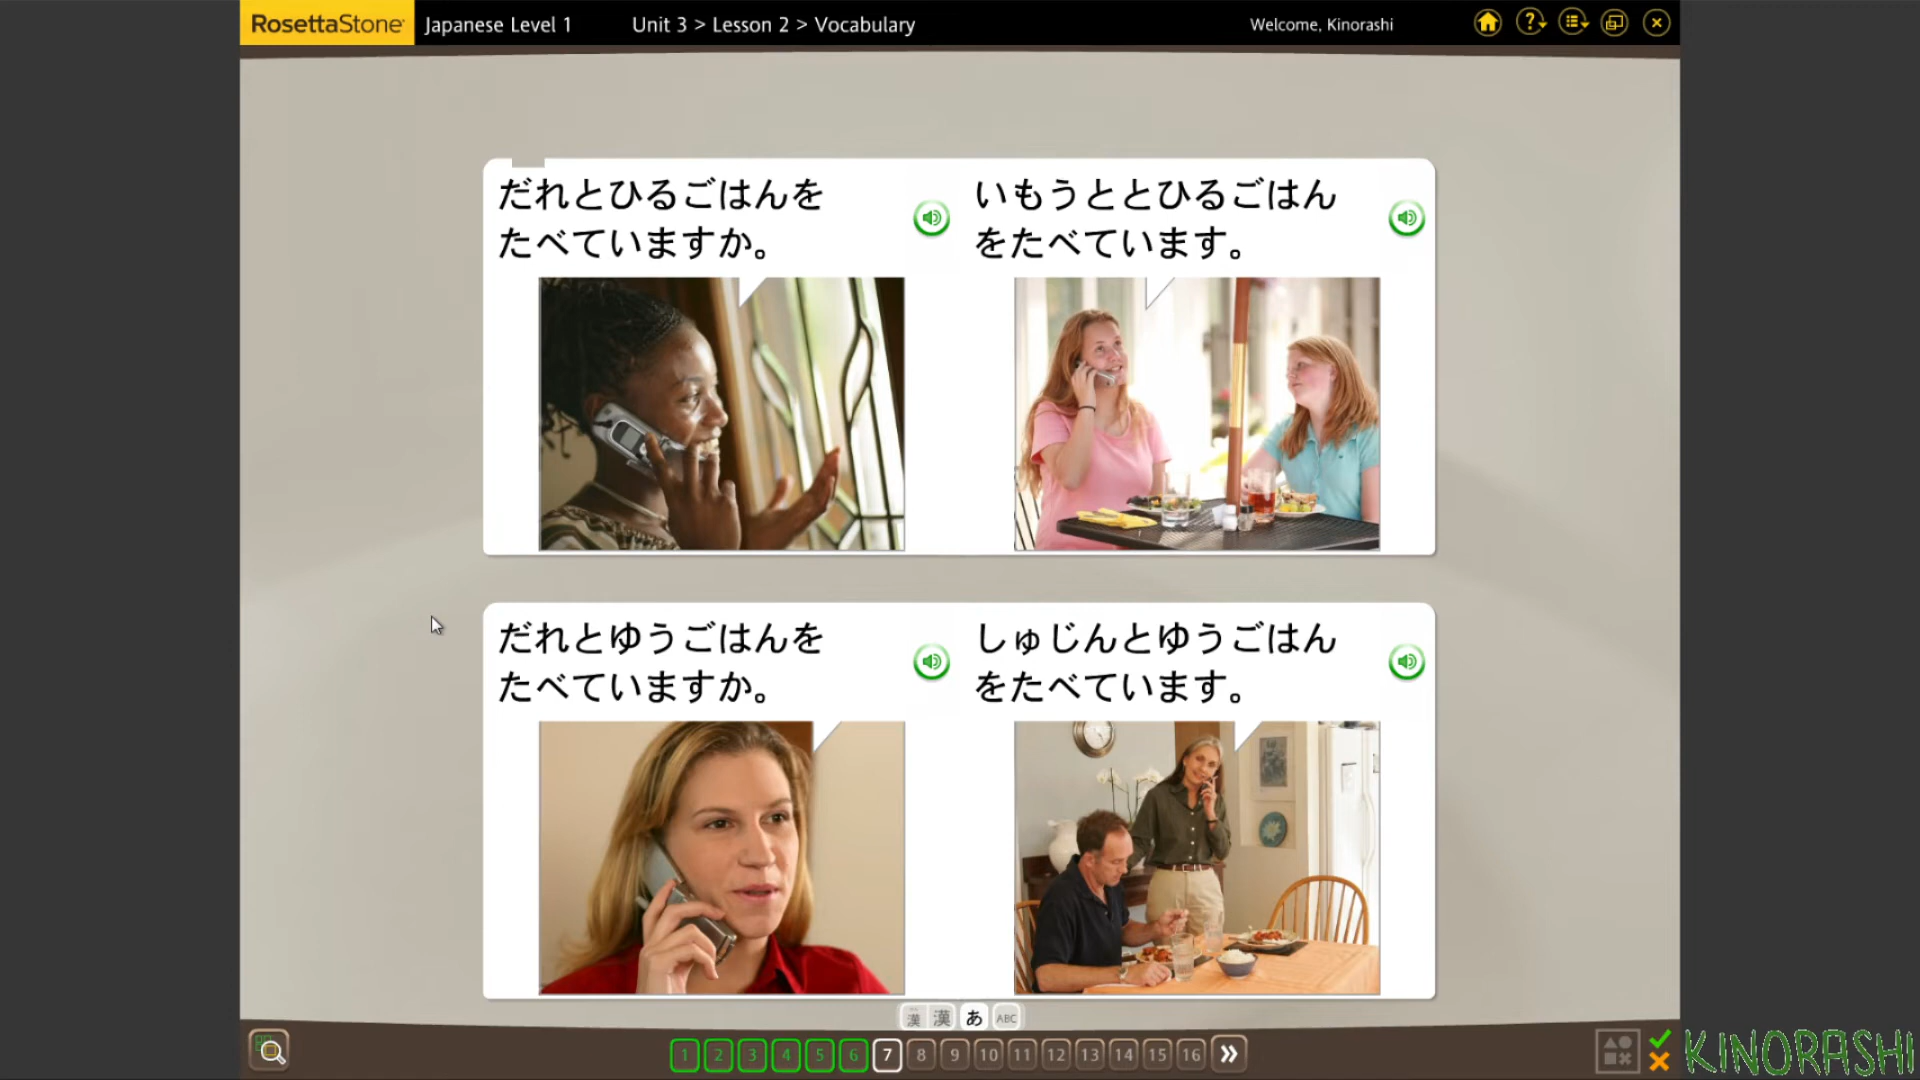 RosettaStone
Japanese Level 1
Unit 3 > Lesson 2 > Vocabulary
Welcome, Kinorashi
だれとひるごはんを
たべていますか。
いもうととひるごはん
をたべています。
だれとゆうごはんを
たべていますか。
しゅじんとゆうごはん
をたべています。
漢 漢 あ ABC
1 2 3 4 5 6 7 8 9 10 11 12 13 14 15 16
KINORASHI